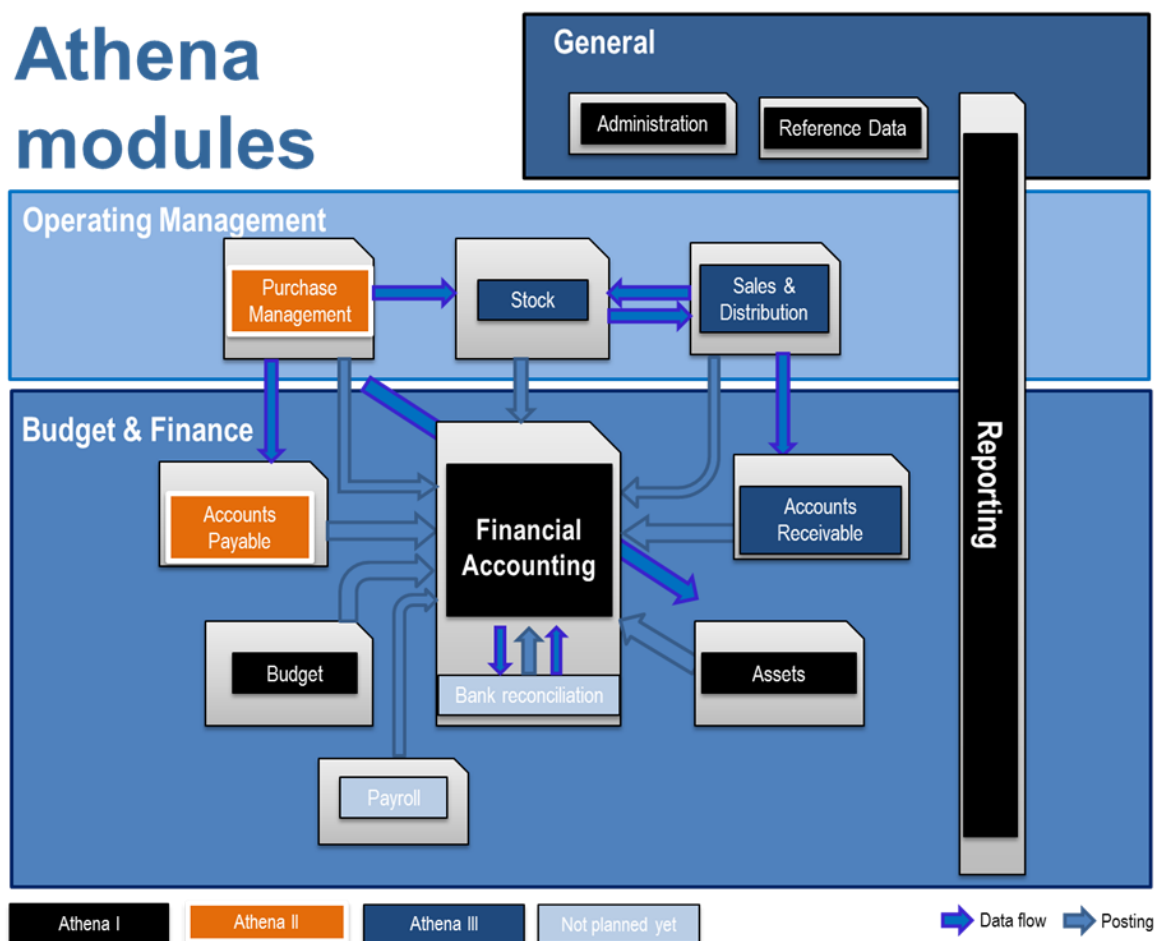 Athena
modules
General
Administration
Reference Data
Operating Management
Purchase
Management
Stock
Sales &
Distribution
Budget & Finance
Accounts
Payable
Financial
Accounting
Accounts
Receivable
Reporting
Budget
Bank reconciliation
Assets
Payroll
Athena I
Athena II
Athena III
Not planned yet
Data flow
Posting